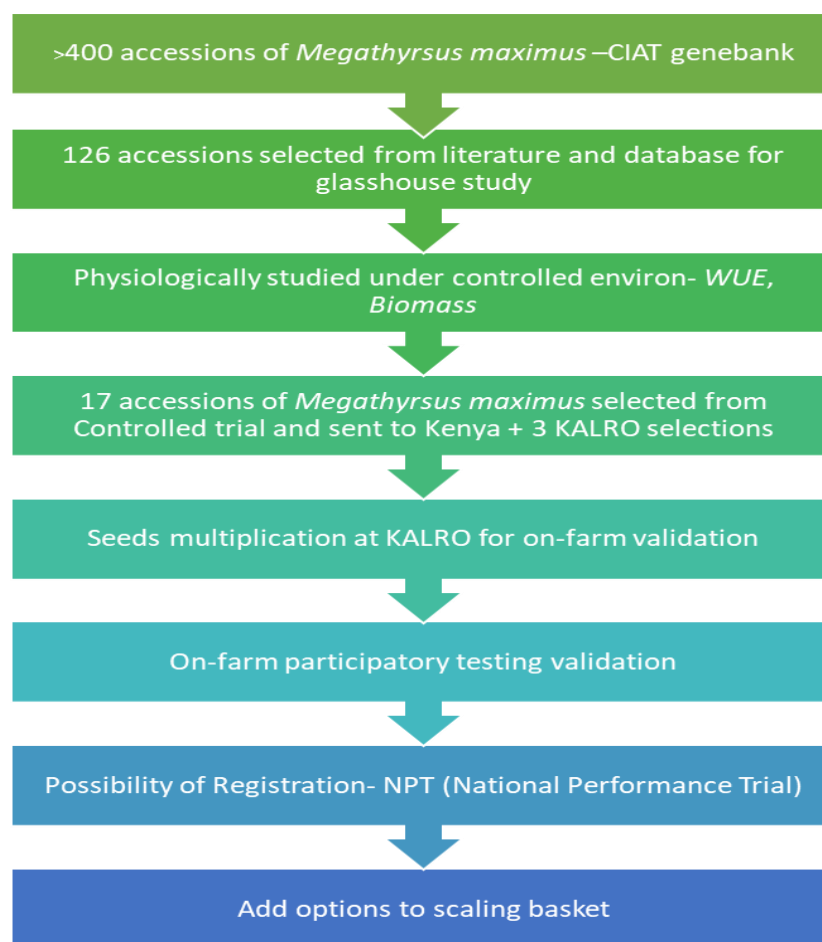 >400 accessions of Megathyrsus maximus –CIAT genebank
126 accessions selected from literature and database for
glasshouse study
Physiologically studied under controlled environ- WUE,
Biomass
17 accessions of Megathyrsus maximus selected from
Controlled trial and sent to Kenya + 3 KALRO selections
Seeds multiplication at KALRO for on-farm validation
On-farm participatory testing validation
Possibility of Registration- NPT (National Performance Trial)
Add options to scaling basket